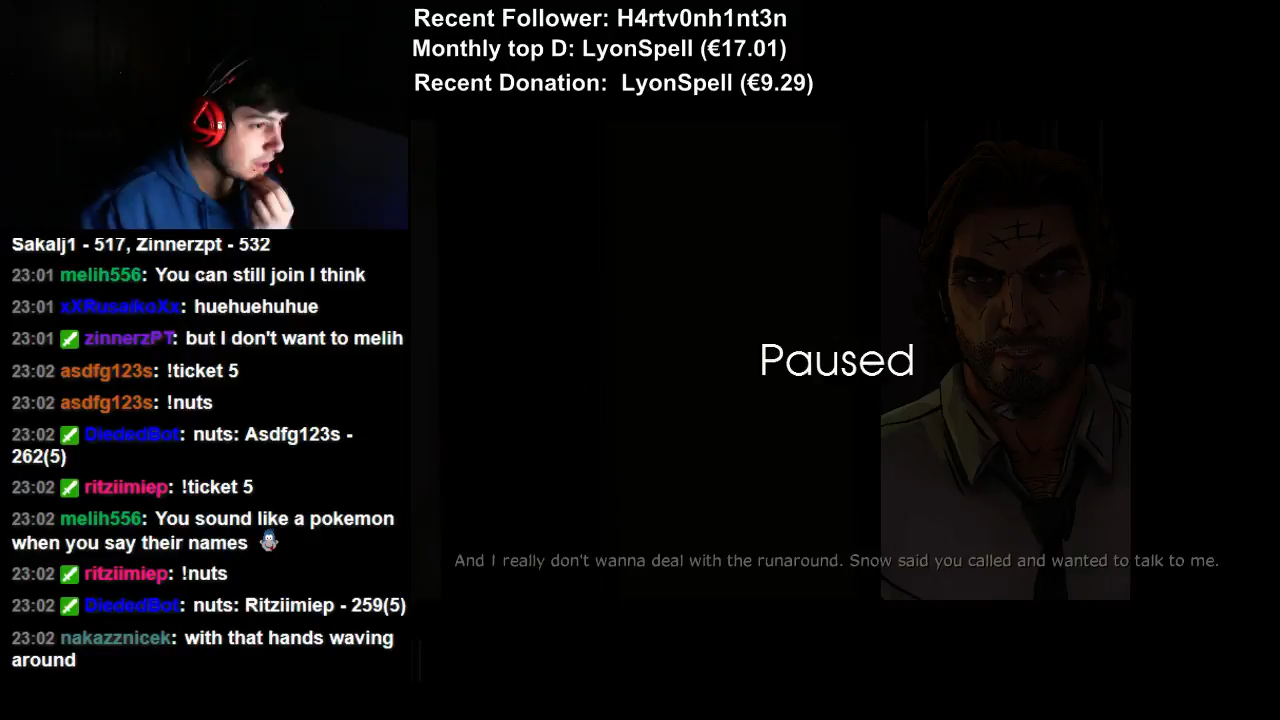 Recent Follower: H4rtv0nh1nt3n
Monthly top D: LyonSpell (€17.01)
Recent Donation: LyonSpell (€9.29)
Sakalj1 - 517, Zinnerzpt - 532
23:01 melih556: You can still join I think
23:01 xXRusaikoXx: huehuehuhue
23:01 zinnerzPT: but I don't want to melih
23:02 asdfg123s: !ticket 5
23:02 asdfg123s: !nuts
23:02 DiededBot: nuts: Asdfg123s -
262(5)
23:02 ritziimiep: !ticket 5
23:02 melih556: You sound like a pokemon
when you say their names
23:02 ritziimiep: !nuts
23:02 DiededBot: nuts: Ritziimiep - 259(5)
23:02 nakazznicek: with that hands waving
around
Paused
And I really don't wanna deal with the runaround. Snow said you called and wanted to talk to me.